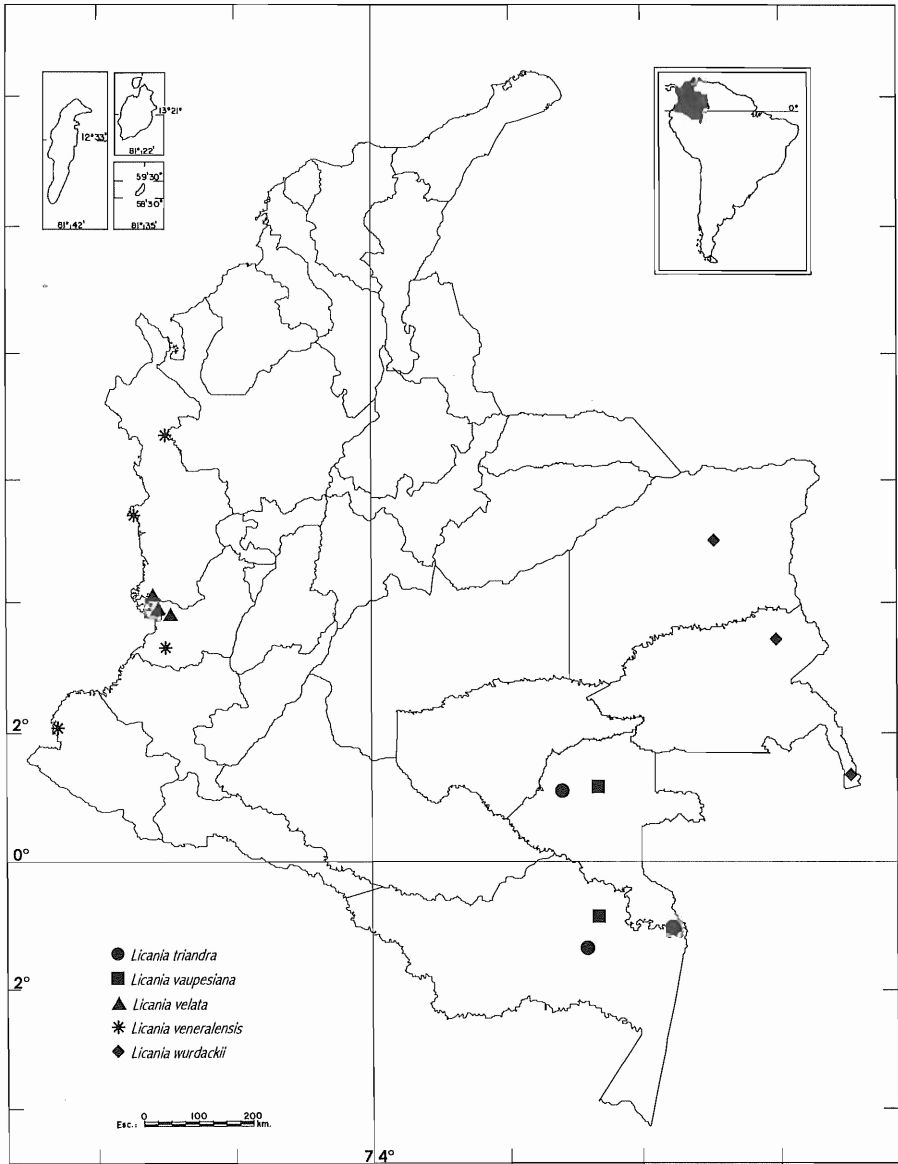 13°21'
12°33'
81°22'
59'30"
58'30"
81°42'
81°35'
0°
2°
0°
2°
Licania triandra
Licania vaupesiana
Licania velata
Licania veneralensis
Licania wurdackii
Esc.: 0 100 200 km.
74°